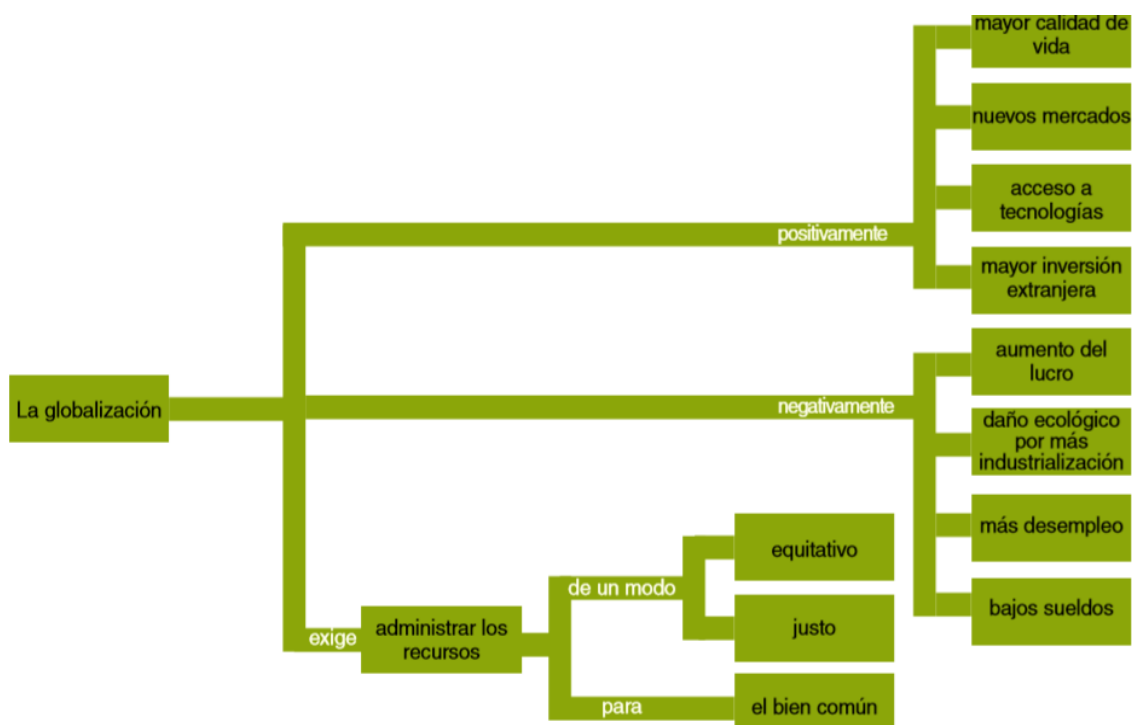 mayor calidad de
vida
nuevos mercados
acceso a
tecnologías
positivamente
mayor inversión
extranjera
aumento del
lucro
La globalización
negativamente
daño ecológico
por más
industrialización
más desempleo
equitativo
de un modo
bajos sueldos
justo
exige
administrar los
recursos
para
el bien común